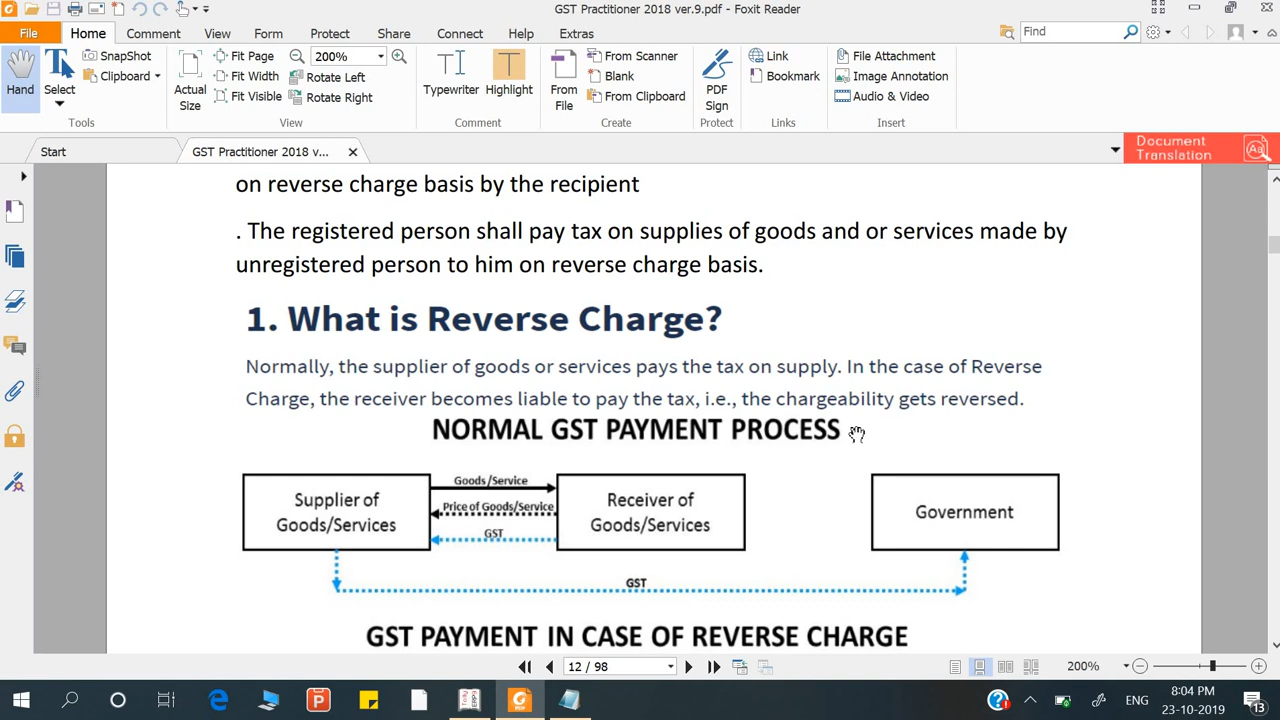 GST Practitioner 2018 ver.9.pdf - Foxit Reader
File Home Comment View Form Protect Share Connect Help Extras Find
Hand
Select
SnapShot
Clipboard
Actual Size
Fit Page
Fit Width
Fit Visible
200%
Rotate Left
Rotate Right
Typewriter
Highlight
From File
From Scanner
Blank
From Clipboard
PDF Sign
Link
Bookmark
File Attachment
Image Annotation
Audio & Video
Tools View Comment Create Protect Links Insert
Start GST Practitioner 2018 v...
Document
Translation
on reverse charge basis by the recipient
. The registered person shall pay tax on supplies of goods and or services made by
unregistered person to him on reverse charge basis.
1. What is Reverse Charge?
Normally, the supplier of goods or services pays the tax on supply. In the case of Reverse
Charge, the receiver becomes liable to pay the tax, i.e., the chargeability gets reversed.
NORMAL GST PAYMENT PROCESS
Supplier of
Goods/Services
Goods/Service
Price of Goods/Service
GST
Receiver of
Goods/Services
Government
GST
GST PAYMENT IN CASE OF REVERSE CHARGE
12 / 98
200%
ENG
8:04 PM
23-10-2019
13